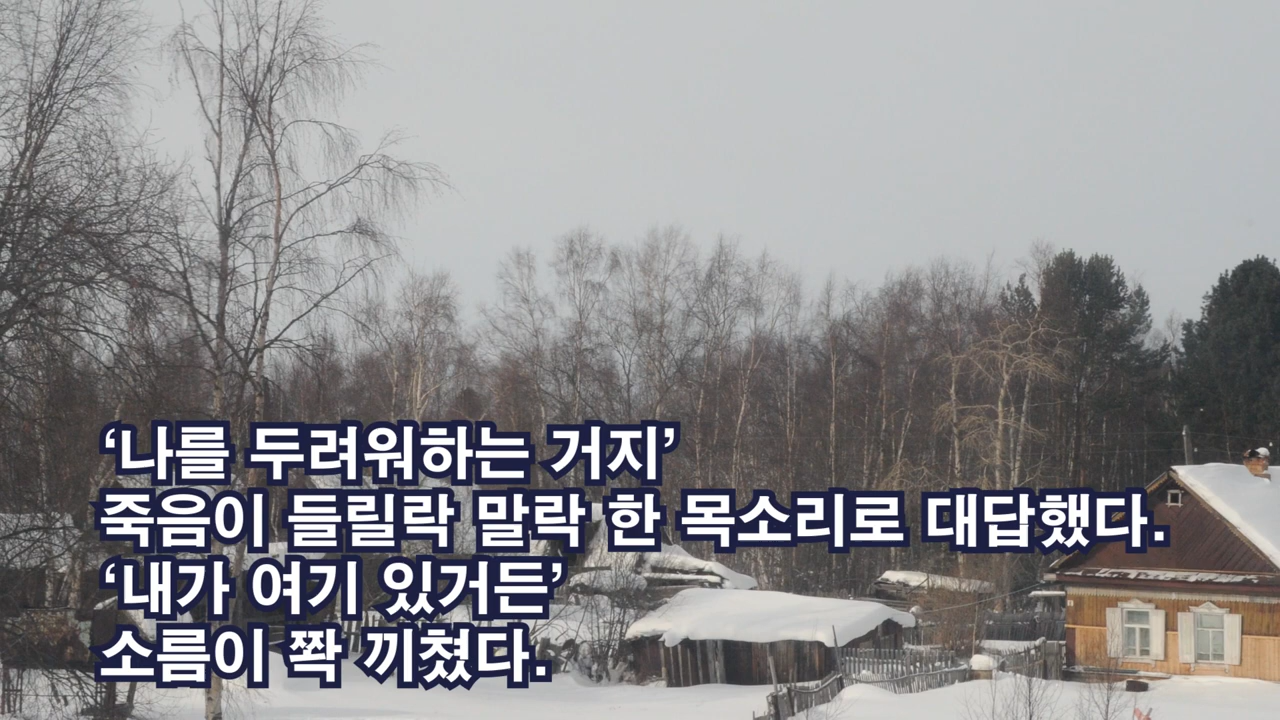 ‘나를 두려워하는 거지’
죽음이 들릴락 말락 한 목소리로 대답했다.
‘내가 여기 있거든’
소름이 쫙 끼쳤다.